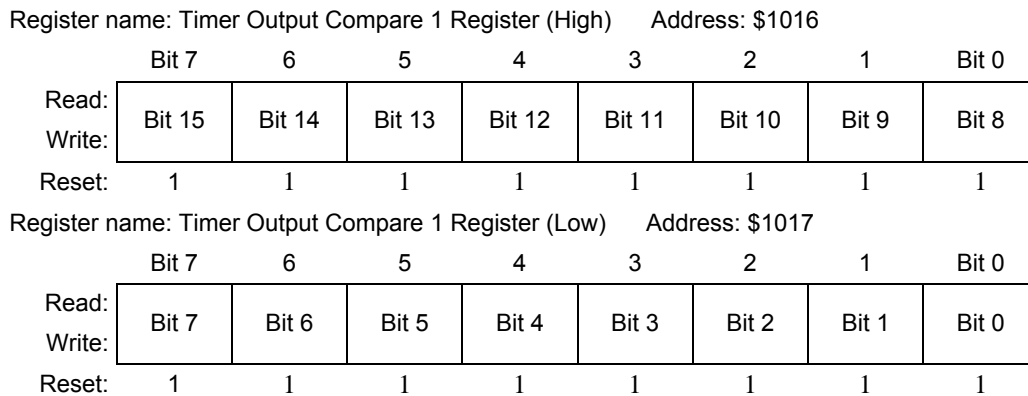 Register name: Timer Output Compare 1 Register (High) Address: $1016
Bit 7 6 5 4 3 2 1 Bit 0
Read:
Bit 15 Bit 14 Bit 13 Bit 12 Bit 11 Bit 10 Bit 9 Bit 8
Write:
Reset: 1 1 1 1 1 1 1 1
Register name: Timer Output Compare 1 Register (Low) Address: $1017
Bit 7 6 5 4 3 2 1 Bit 0
Read:
Bit 7 Bit 6 Bit 5 Bit 4 Bit 3 Bit 2 Bit 1 Bit 0
Write:
Reset: 1 1 1 1 1 1 1 1